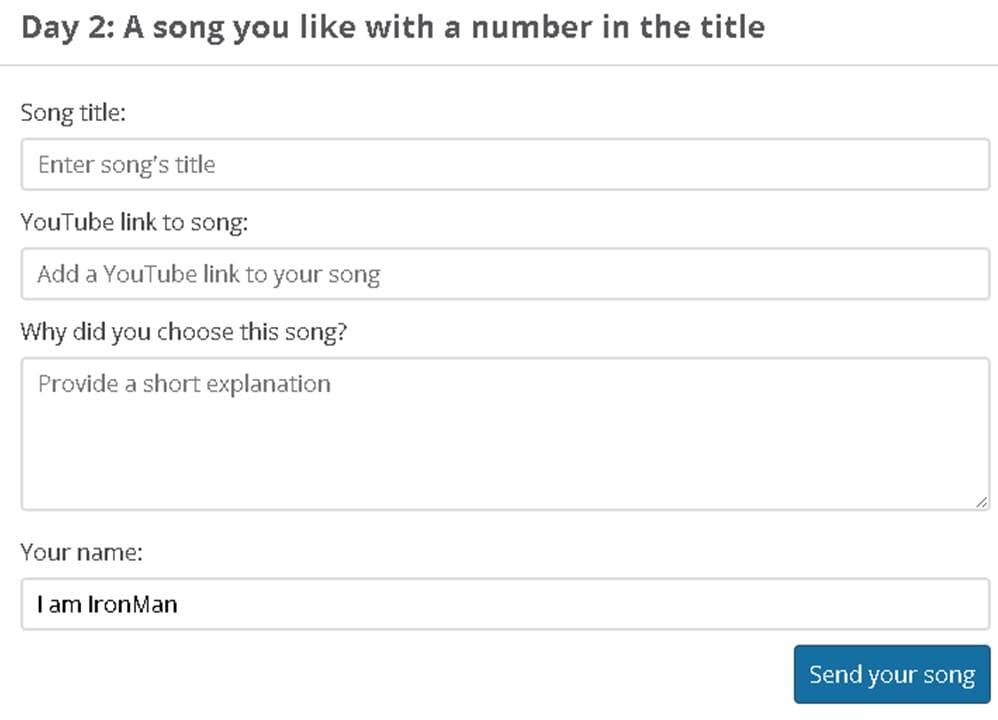 Day 2: A song you like with a number in the title
Song title:
Enter song's title
YouTube link to song:
Add a YouTube link to your song
Why did you choose this song?
Provide a short explanation
Your name:
I am IronMan
Send your song